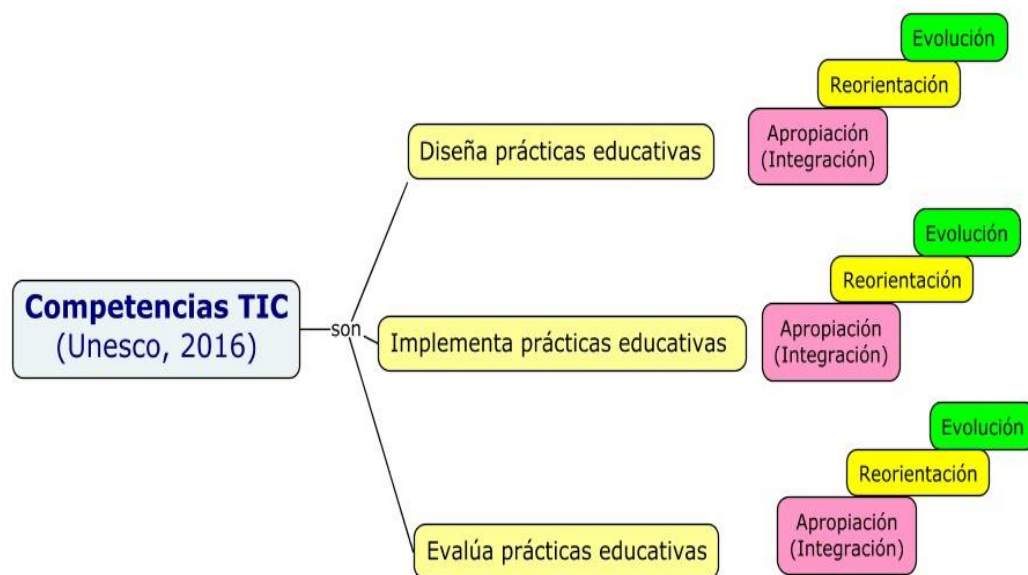 Competencias TIC
(Unesco, 2016)
son
Diseña prácticas educativas
Evolución
Reorientación
Apropiación
(Integración)
Implementa prácticas educativas
Evolución
Reorientación
Apropiación
(Integración)
Evalúa prácticas educativas
Evolución
Reorientación
Apropiación
(Integración)